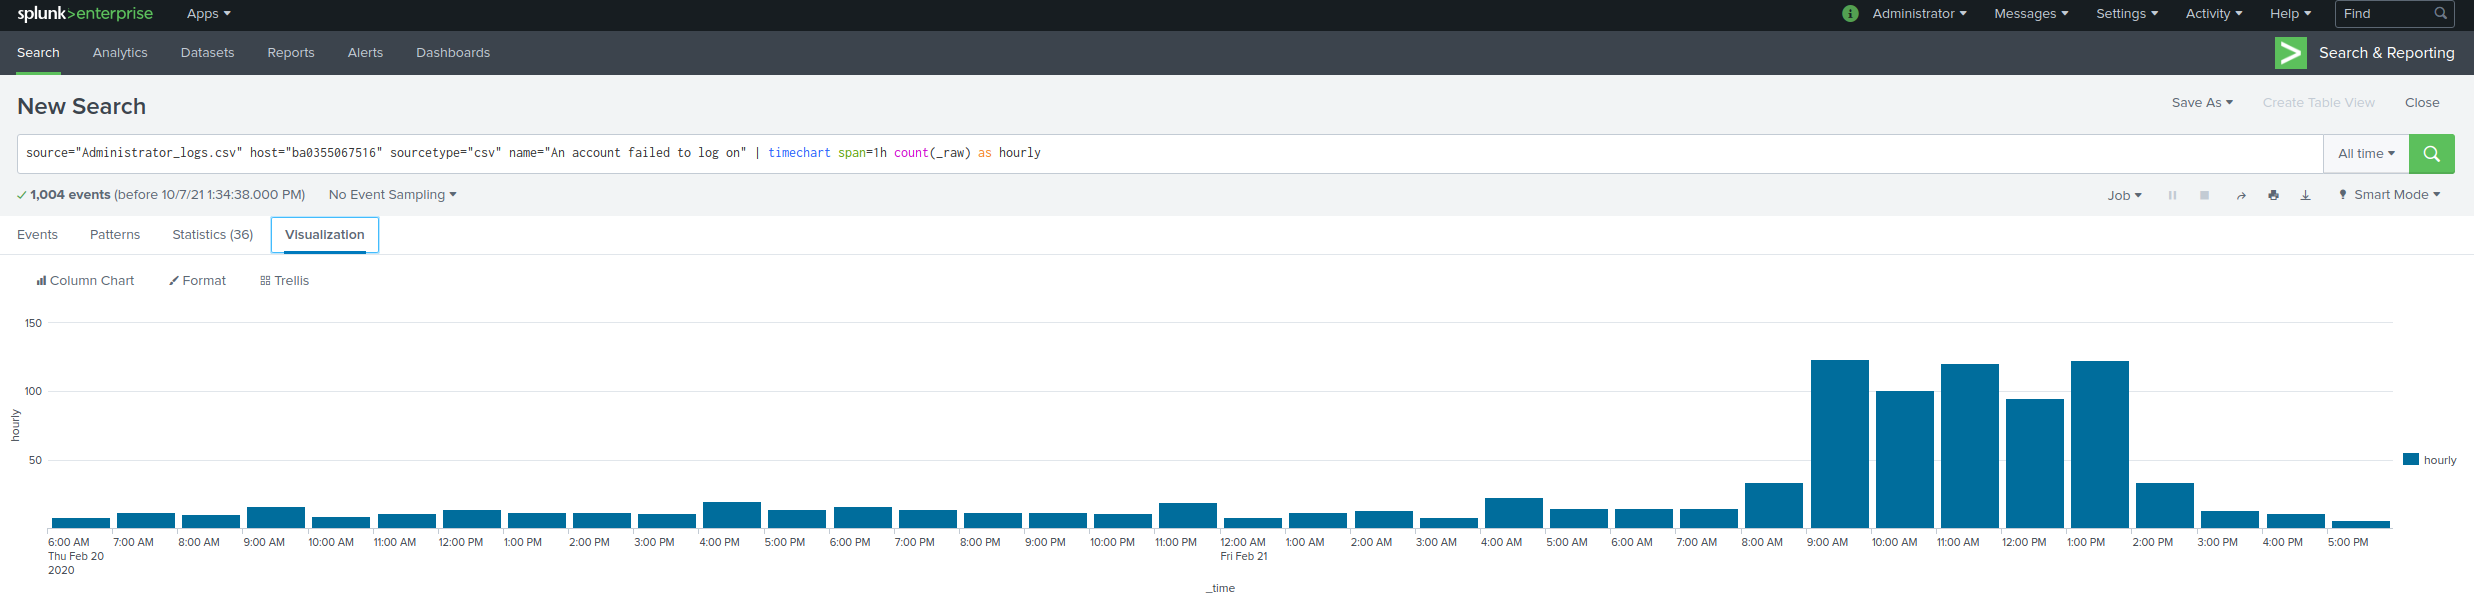 splunk>enterprise Apps Administrator Messages Settings Activity Help Find
Search Analytics Datasets Reports Alerts Dashboards Search & Reporting
New Search Save As Create Table View Close
source="Administrator_logs.csv" host="ba0355067516" sourcetype="csv" name="An account failed to log on" | timechart span=1h count(_raw) as hourly All time
1,004 events (before 10/7/21 1:34:38.000 PM) No Event Sampling Job Smart Mode
Events Patterns Statistics (36) Visualization
Column Chart Format Trellis
150
100
50
hourly
hourly
6:00 AM 7:00 AM 8:00 AM 9:00 AM 10:00 AM 11:00 AM 12:00 PM 1:00 PM 2:00 PM 3:00 PM 4:00 PM 5:00 PM 6:00 PM 7:00 PM 8:00 PM 9:00 PM 10:00 PM 11:00 PM 12:00 AM 1:00 AM 2:00 AM 3:00 AM 4:00 AM 5:00 AM 6:00 AM 7:00 AM 8:00 AM 9:00 AM 10:00 AM 11:00 AM 12:00 PM 1:00 PM 2:00 PM 3:00 PM 4:00 PM 5:00 PM
Thu Feb 20 Fri Feb 21
2020
_time